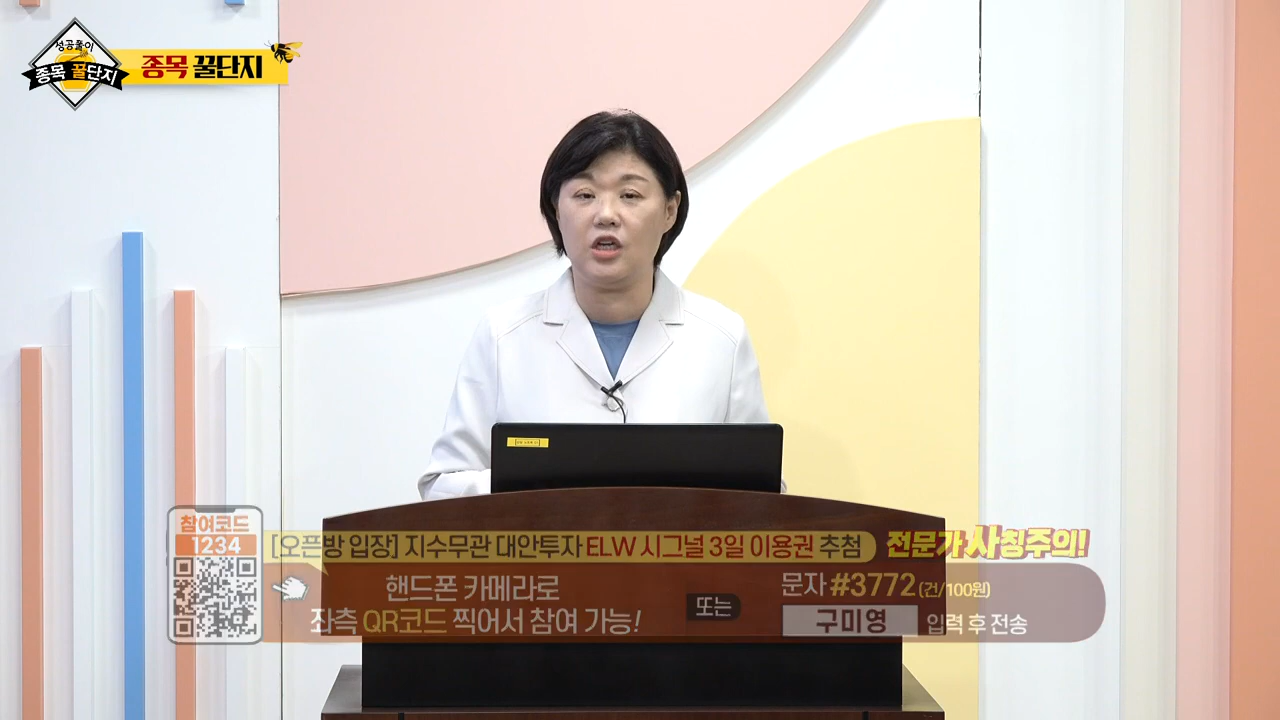 성공풀이
종목 꿀단지
종목 꿀단지
참여코드
1234
[오픈방 입장] 지수무관 대안투자 ELW 시그널 3일 이용권 추첨
전문가 사칭주의!
핸드폰 카메라로
좌측 QR코드 찍어서 참여 가능!
또는
문자 #3772 (건/100원)
구미영 입력 후 전송